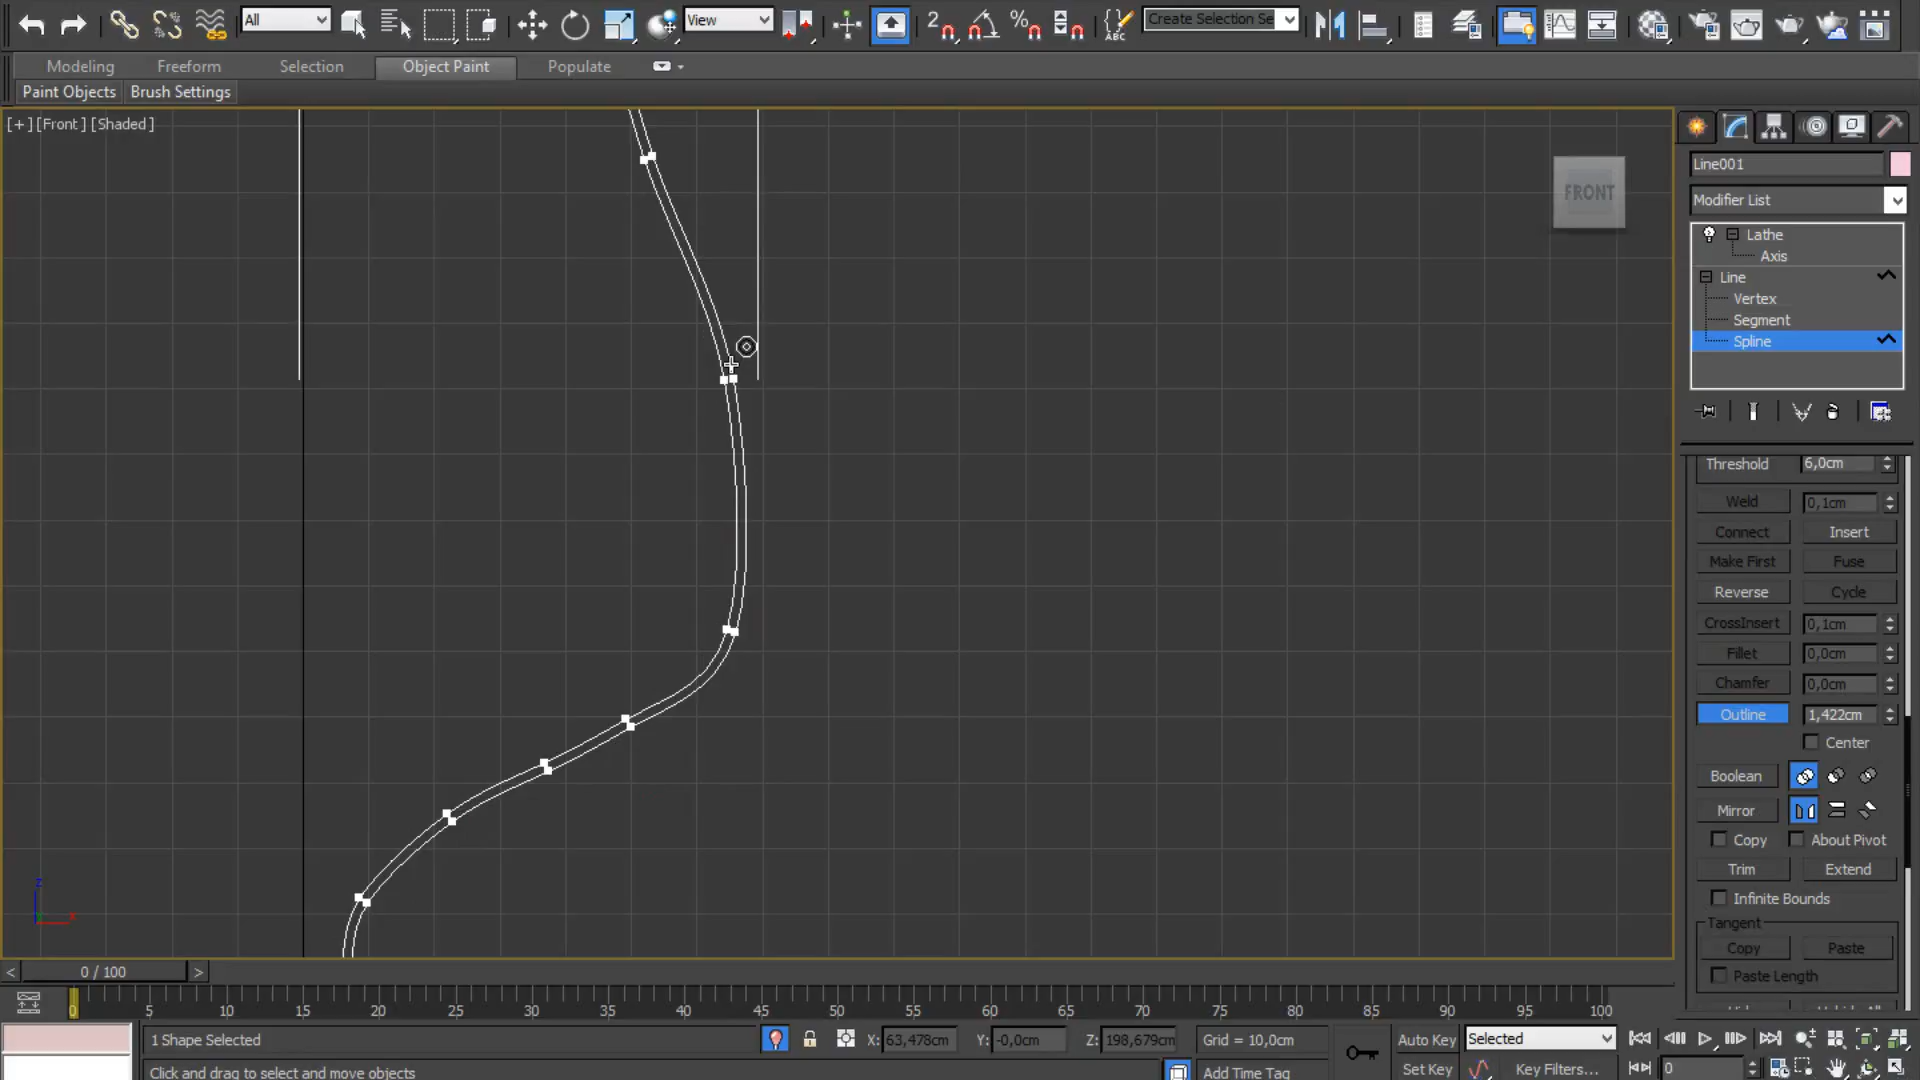 All
View
Create Selection Se
ABC
Modeling Freeform Selection Object Paint Populate
Paint Objects Brush Settings
[+] [Front ] [Shaded ]
FRONT
Line001
Modifier List
Lathe
Axis
Line
Vertex
Segment
Spline
Threshold 6,0cm
Weld 0,1cm
Connect Insert
Make First Fuse
Reverse Cycle
CrossInsert 0,1cm
Fillet 0,0cm
Chamfer 0,0cm
Outline 1,422cm
Center
Boolean
Mirror
Copy About Pivot
Trim Extend
Infinite Bounds
Tangent
Copy Paste
Paste Length
z
x
< 0 / 100 >
0 5 10 15 20 25 30 35 40 45 50 55 60 65 70 75 80 85 90 95 100
1 Shape Selected X: 63,478cm Y: -0,0cm Z: 198,679cm Grid = 10,0cm Auto Key Selected
Click and drag to select and move objects Add Time Tag Set Key Key Filters... 0